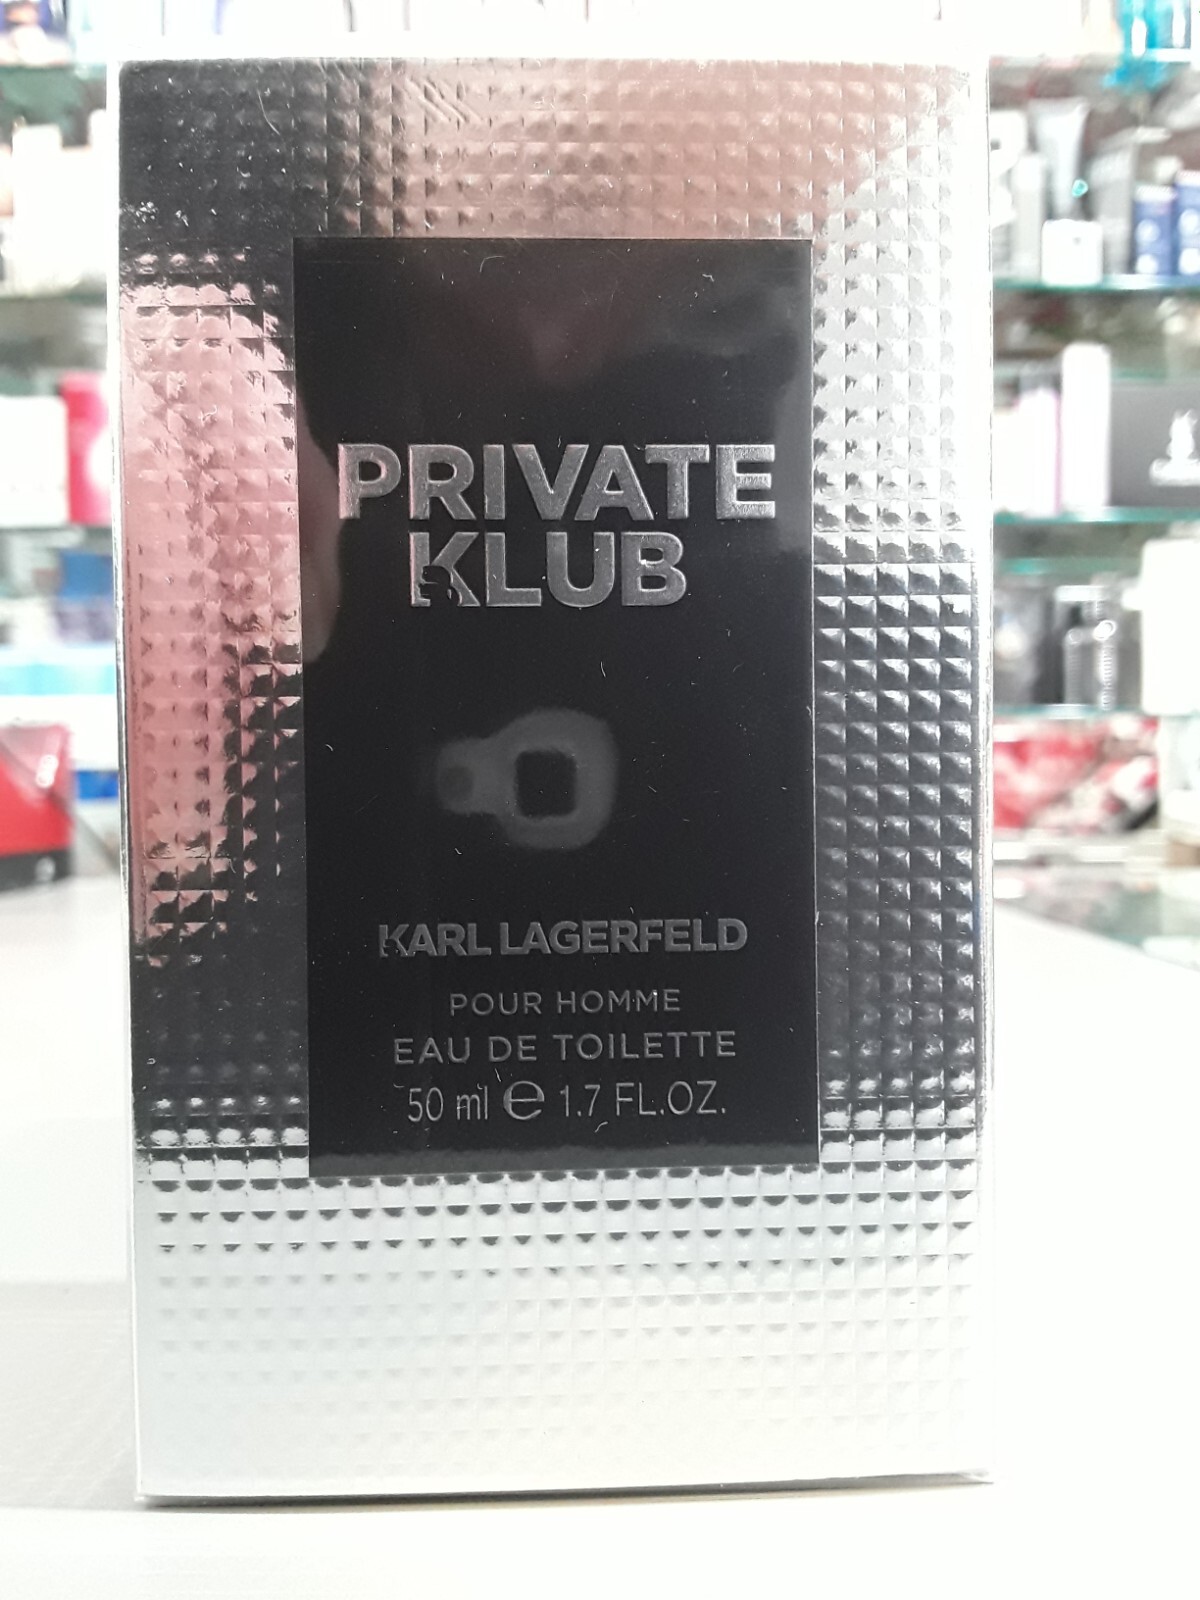 PRIVATE
KLUB
KARL LAGERFELD
POUR HOMME
EAU DE TOILETTE
50 ml e 1.7 FL.OZ.